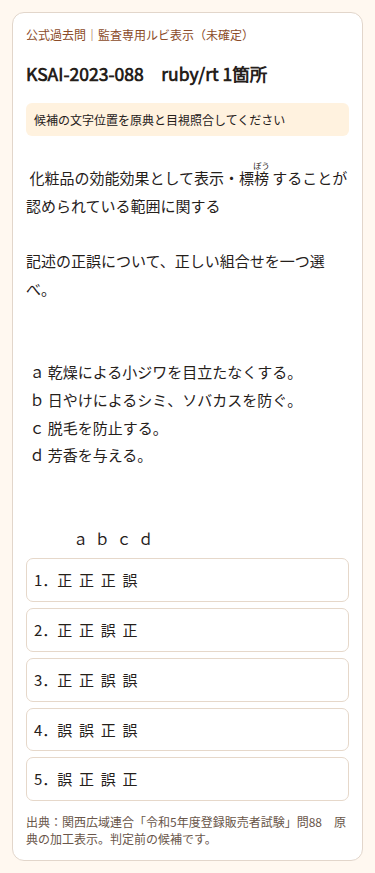 公式過去問｜監査専用ルビ表示（未確定）
KSAI-2023-088　ruby/rt 1箇所
候補の文字位置を原典と目視照合してください
ぼう
化粧品の効能効果として表示・標榜することが
認められている範囲に関する
記述の正誤について、正しい組合せを一つ選
べ。
ａ 乾燥による小ジワを目立たなくする。
ｂ 日やけによるシミ、ソバカスを防ぐ。
ｃ 脱毛を防止する。
ｄ 芳香を与える。
ａ ｂ ｃ ｄ
1．正 正 正 誤
2．正 正 誤 正
3．正 正 誤 誤
4．誤 誤 正 誤
5．誤 正 誤 正
出典：関西広域連合「令和5年度登録販売者試験」問88　原
典の加工表示。判定前の候補です。